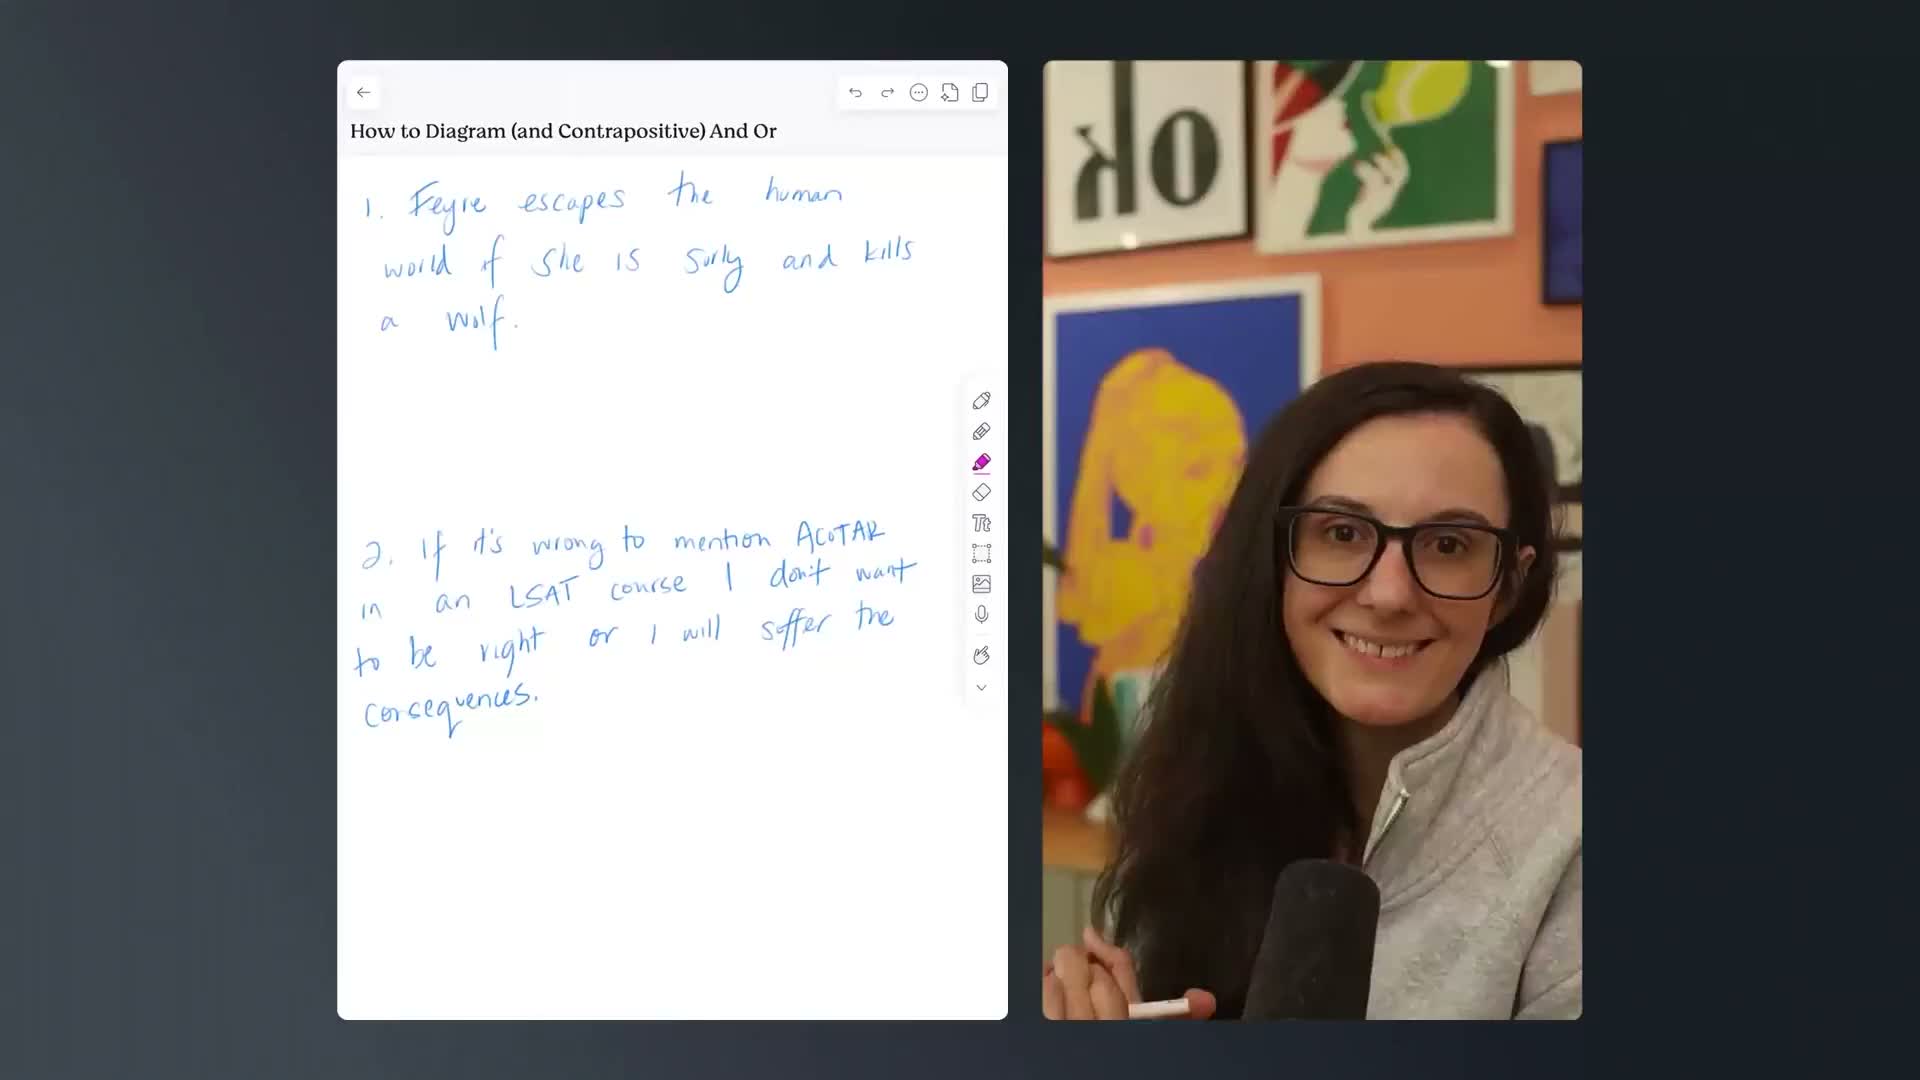 How to Diagram (and Contrapositive) And Or
1. Feyre escapes the human
world if she is surly and kills
a wolf.
Tt
2. If it's wrong to mention ACOTAR
in an LSAT course I don't want
to be right or I will suffer the
consequences.
ok